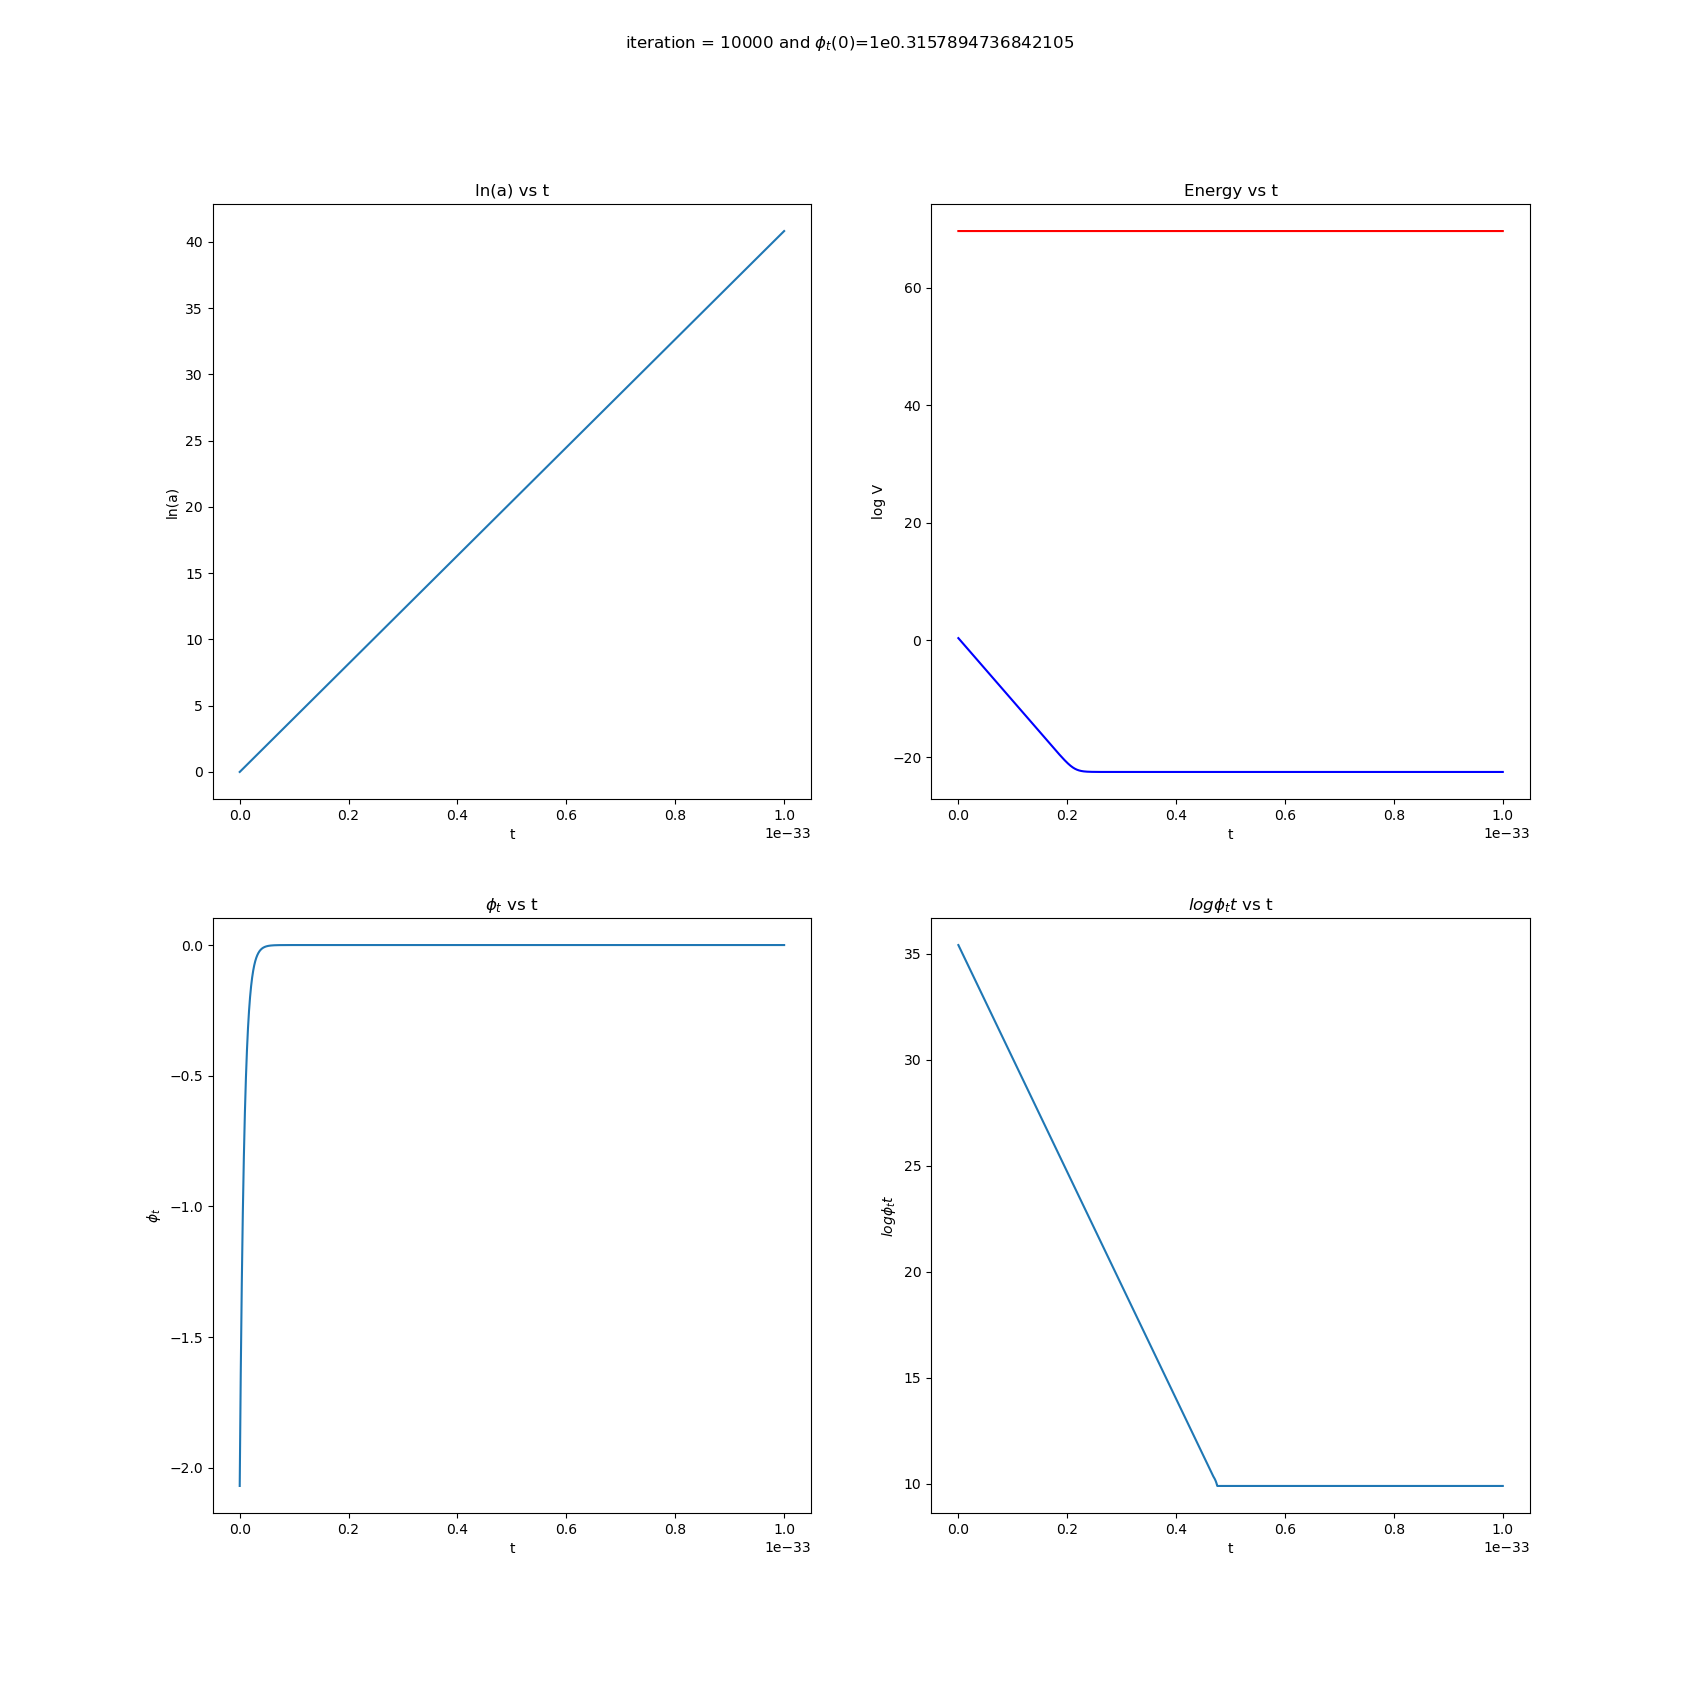 iteration = 10000 and ϕₜ(0)=1e0.3157894736842105
ln(a) vs t
ln(a)
40
35
30
25
20
15
10
5
0
0.0 0.2 0.4 0.6 0.8 1.0
t
1e−33
Energy vs t
log V
60
40
20
0
−20
0.0 0.2 0.4 0.6 0.8 1.0
t
1e−33
ϕₜ vs t
ϕₜ
0.0
−0.5
−1.0
−1.5
−2.0
0.0 0.2 0.4 0.6 0.8 1.0
t
1e−33
logϕₜt vs t
logϕₜt
35
30
25
20
15
10
0.0 0.2 0.4 0.6 0.8 1.0
t
1e−33